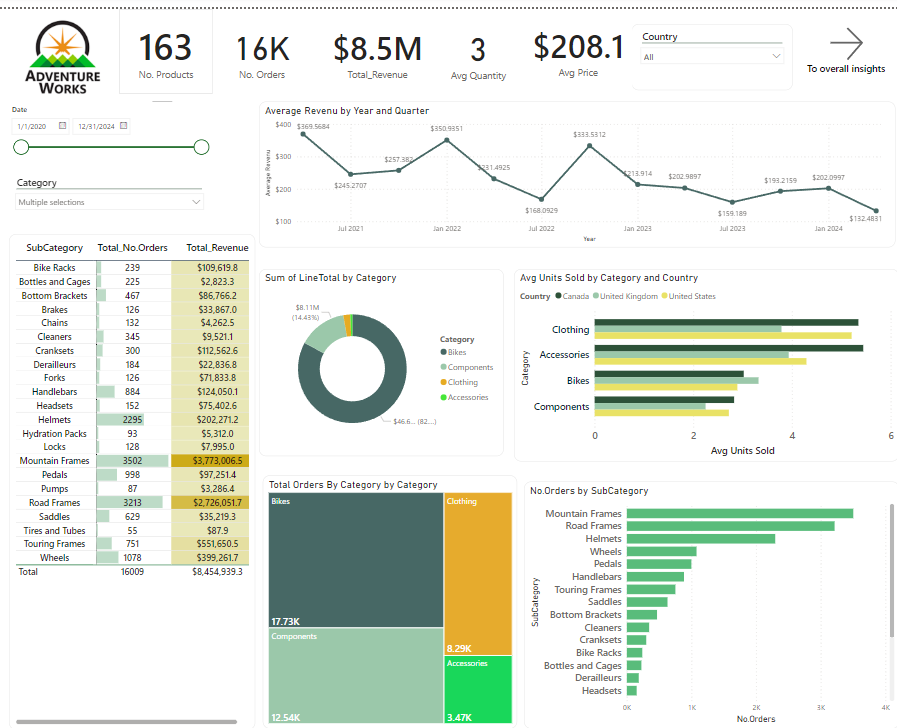 ADVENTURE
WORKS
163
No. Products
16K
No. Orders
$8.5M
Total_Revenue
3
Avg Quantity
$208.1
Avg Price
Country
All
To overall insights
Date
1/1/2020
12/31/2024
Category
Multiple selections
SubCategory Total_No.Orders Total_Revenue
Bike Racks 239 $109,619.8
Bottles and Cages 225 $2,823.3
Bottom Brackets 467 $86,766.2
Brakes 126 $33,867.0
Chains 132 $4,262.5
Cleaners 345 $9,521.1
Cranksets 300 $112,562.6
Derailleurs 184 $22,836.8
Forks 126 $71,833.8
Handlebars 884 $124,050.1
Headsets 152 $75,402.6
Helmets 2295 $202,271.2
Hydration Packs 93 $5,312.0
Locks 128 $7,995.0
Mountain Frames 3502 $3,773,006.5
Pedals 998 $97,251.4
Pumps 87 $3,286.4
Road Frames 3213 $2,726,051.7
Saddles 629 $35,219.3
Tires and Tubes 55 $87.9
Touring Frames 751 $551,650.5
Wheels 1078 $399,261.7
Total 16009 $8,454,939.3
Average Revenu by Year and Quarter
Average Revenu
$400
$300
$200
$100
$369.5684
$245.2707
$257.382
$350.9351
$231.4925
$168.0929
$333.5312
$213.914
$202.9897
$159.189
$193.2159
$202.0997
$132.4831
Jul 2021
Jan 2022
Jul 2022
Jan 2023
Jul 2023
Jan 2024
Year
Sum of LineTotal by Category
$8.11M
(14.43%)
$46.6... (82....)
Category
Bikes
Components
Clothing
Accessories
Avg Units Sold by Category and Country
Country Canada United Kingdom United States
Category
Clothing
Accessories
Bikes
Components
0 2 4 6
Avg Units Sold
Total Orders By Category by Category
Bikes
17.73K
Components
12.54K
Clothing
8.29K
Accessories
3.47K
No.Orders by SubCategory
SubCategory
Mountain Frames
Road Frames
Helmets
Wheels
Pedals
Handlebars
Touring Frames
Saddles
Bottom Brackets
Cleaners
Cranksets
Bike Racks
Bottles and Cages
Derailleurs
Headsets
0K 1K 2K 3K 4K
No.Orders